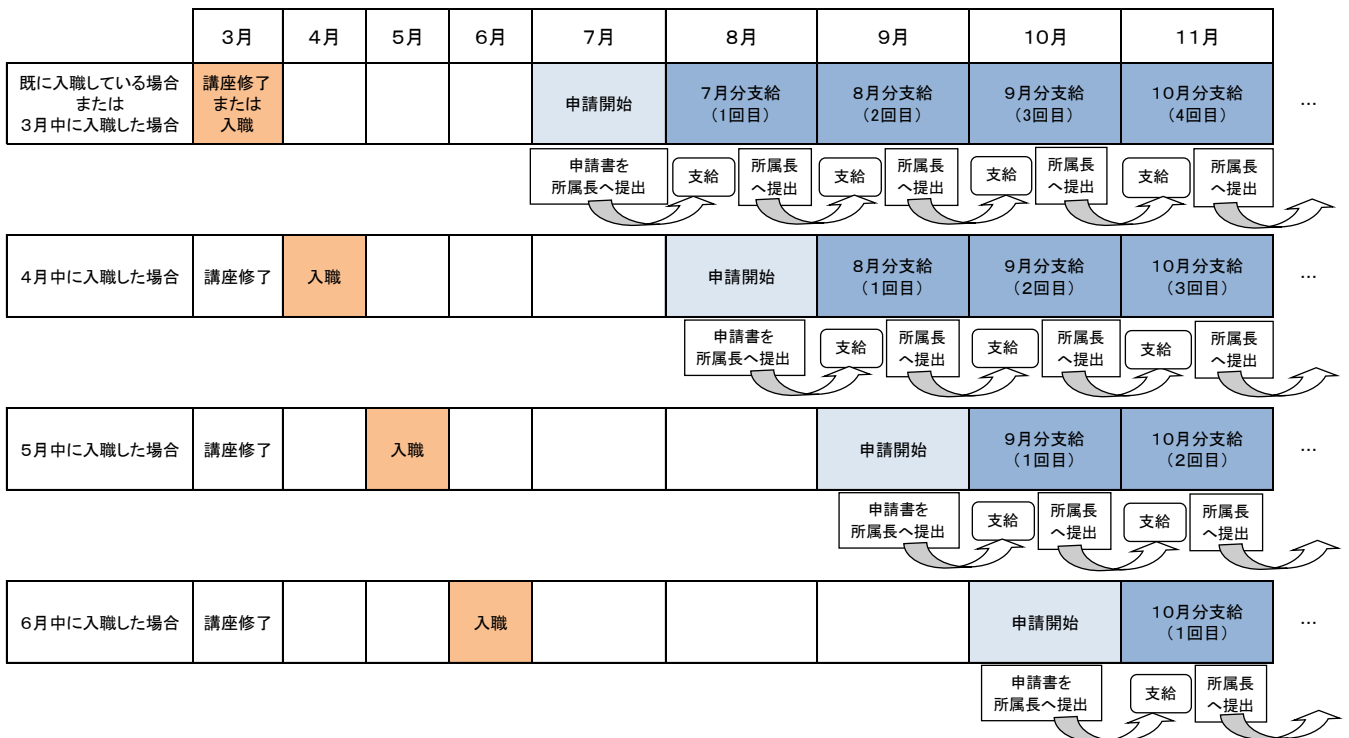 3月 4月 5月 6月 7月 8月 9月 10月 11月
既に入職している場合
または
3月中に入職した場合
講座修了
または
入職
申請開始
7月分支給
(1回目)
8月分支給
(2回目)
9月分支給
(3回目)
10月分支給
(4回目)
…
申請書を
所属長へ提出
支給
所属長
へ提出
支給
所属長
へ提出
支給
所属長
へ提出
支給
所属長
へ提出
4月中に入職した場合
講座修了
入職
申請開始
8月分支給
(1回目)
9月分支給
(2回目)
10月分支給
(3回目)
…
申請書を
所属長へ提出
支給
所属長
へ提出
支給
所属長
へ提出
支給
所属長
へ提出
5月中に入職した場合
講座修了
入職
申請開始
9月分支給
(1回目)
10月分支給
(2回目)
…
申請書を
所属長へ提出
支給
所属長
へ提出
支給
所属長
へ提出
6月中に入職した場合
講座修了
入職
申請開始
10月分支給
(1回目)
…
申請書を
所属長へ提出
支給
所属長
へ提出